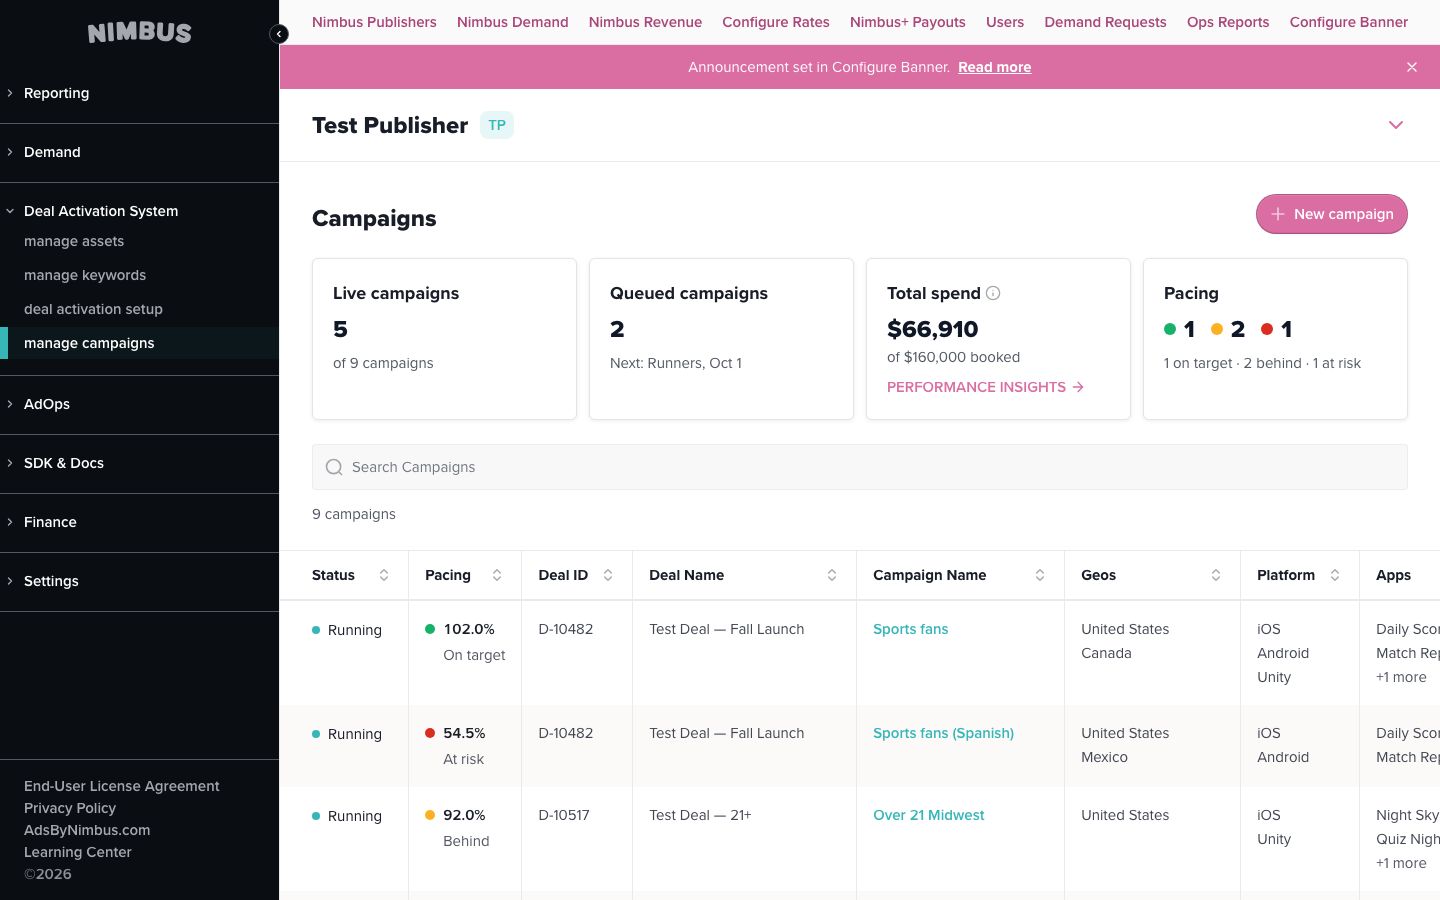 NIMBUS
Reporting
Demand
Deal Activation System
manage assets
manage keywords
deal activation setup
manage campaigns
AdOps
SDK & Docs
Finance
Settings
End-User License Agreement
Privacy Policy
AdsByNimbus.com
Learning Center
©2026
Nimbus Publishers Nimbus Demand Nimbus Revenue Configure Rates Nimbus+ Payouts Users Demand Requests Ops Reports Configure Banner
Announcement set in Configure Banner. Read more
Test Publisher TP
Campaigns
New campaign
Live campaigns
5
of 9 campaigns
Queued campaigns
2
Next: Runners, Oct 1
Total spend
$66,910
of $160,000 booked
PERFORMANCE INSIGHTS →
Pacing
1 2 1
1 on target · 2 behind · 1 at risk
Search Campaigns
9 campaigns
Status Pacing Deal ID Deal Name Campaign Name Geos Platform Apps
Running 102.0% D-10482 Test Deal — Fall Launch Sports fans United States iOS Daily
On target Canada Android Match
Unity +1 more
Running 54.5% D-10482 Test Deal — Fall Launch Sports fans (Spanish) United States iOS Daily
At risk Mexico Android Match
Running 92.0% D-10517 Test Deal — 21+ Over 21 Midwest United States iOS Night Sky
Behind Unity Quiz
+1 more